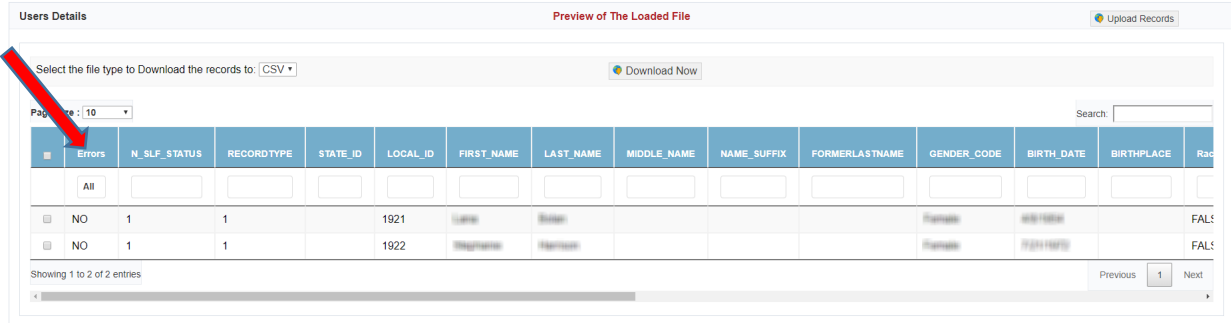 Users Details Preview of The Loaded File Upload Records
Select the file type to Download the records to: CSV Download Now
Page : 10 Search:
Errors N_SLF_STATUS RECORDTYPE STATE_ID LOCAL_ID FIRST_NAME LAST_NAME MIDDLE_NAME NAME_SUFFIX FORMERLASTNAME GENDER_CODE BIRTH_DATE BIRTHPLACE Rac
All
NO 1 1 1921 FALS
NO 1 1 1922 FALS
Showing 1 to 2 of 2 entries Previous 1 Next